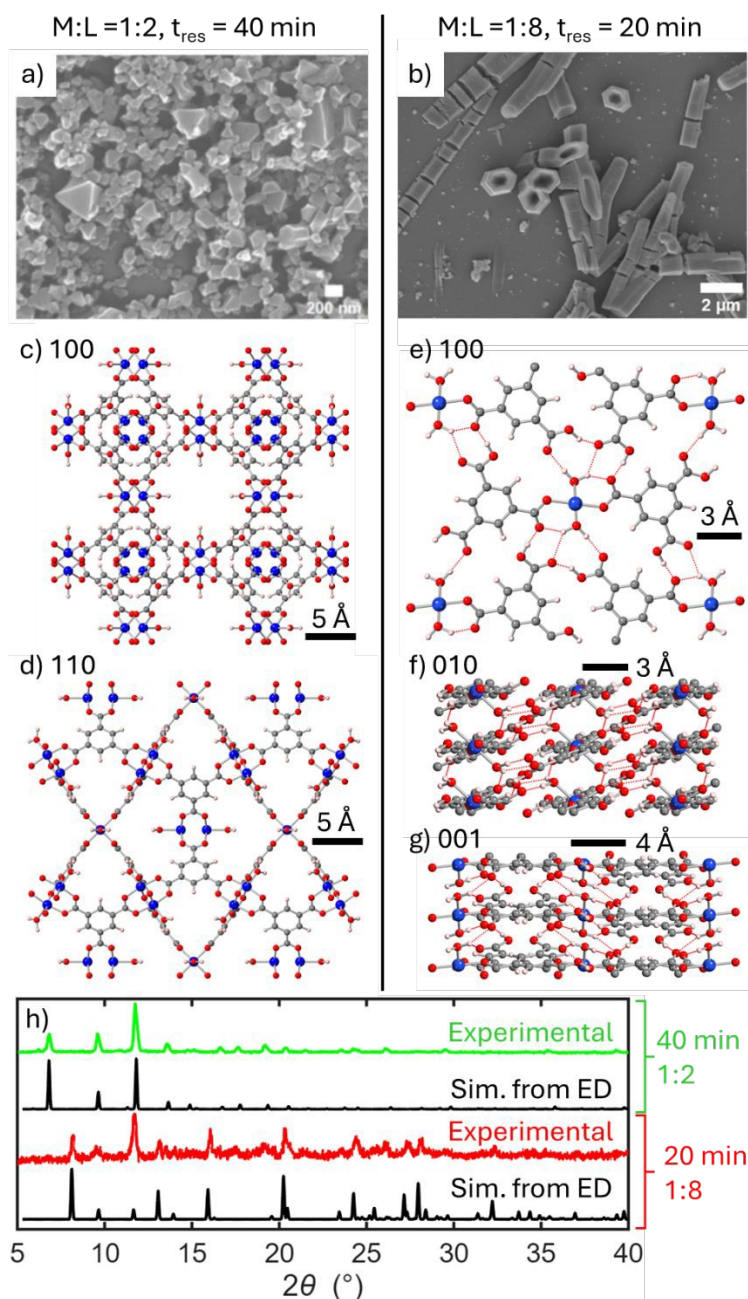 M:L =1:2, tres = 40 min
M:L =1:8, tres = 20 min
a)
200 nm
b)
2 µm
c) 100
5 Å
d) 110
5 Å
e) 100
3 Å
f) 010
3 Å
g) 001
4 Å
h)
Experimental
Sim. from ED
40 min
1:2
Experimental
Sim. from ED
20 min
1:8
5 10 15 20 25 30 35 40
2θ (°)